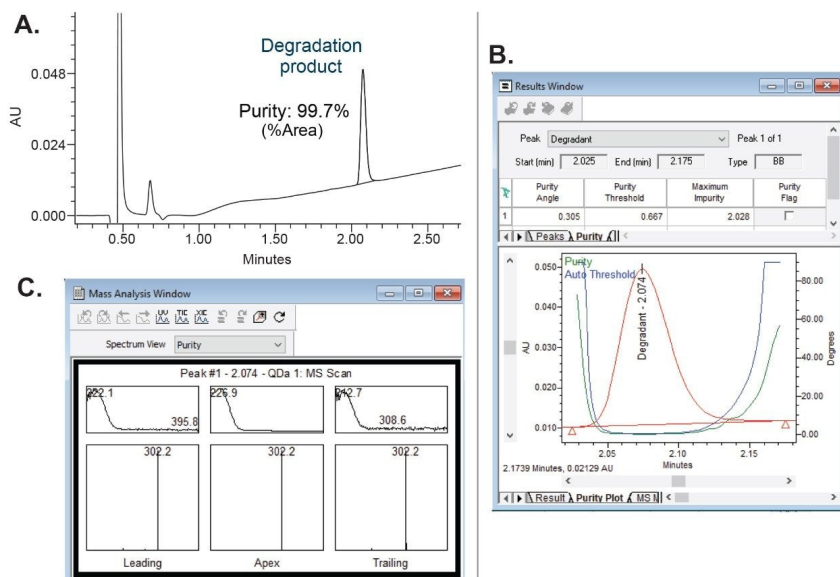 A.
Degradation
product
Purity: 99.7%
(%Area)
AU
0.048
0.024
0.000
0.50
1.00
1.50
2.00
2.50
Minutes
B.
Results Window
Peak
Degradant
Peak 1 of 1
Start (min)
2.025
End (min)
2.175
Type
BB
Purity
Angle
Purity
Threshold
Maximum
Impurity
Purity
Flag
1
0.305
0.667
2.028
Peaks
Purity
Purity
Auto Threshold
Degradant - 2.074
AU
0.050
0.040
0.030
0.020
0.010
80.00
60.00
40.00
20.00
0.00
Degrees
2.05
2.10
2.15
Minutes
2.1739 Minutes, 0.02129 AU
Result
Purity Plot
C.
Mass Analysis Window
UV
TIC
XIC
Spectrum View
Purity
Peak #1 - 2.074 - QDa 1: MS Scan
222.1
395.8
226.9
242.7
308.6
302.2
302.2
302.2
Leading
Apex
Trailing